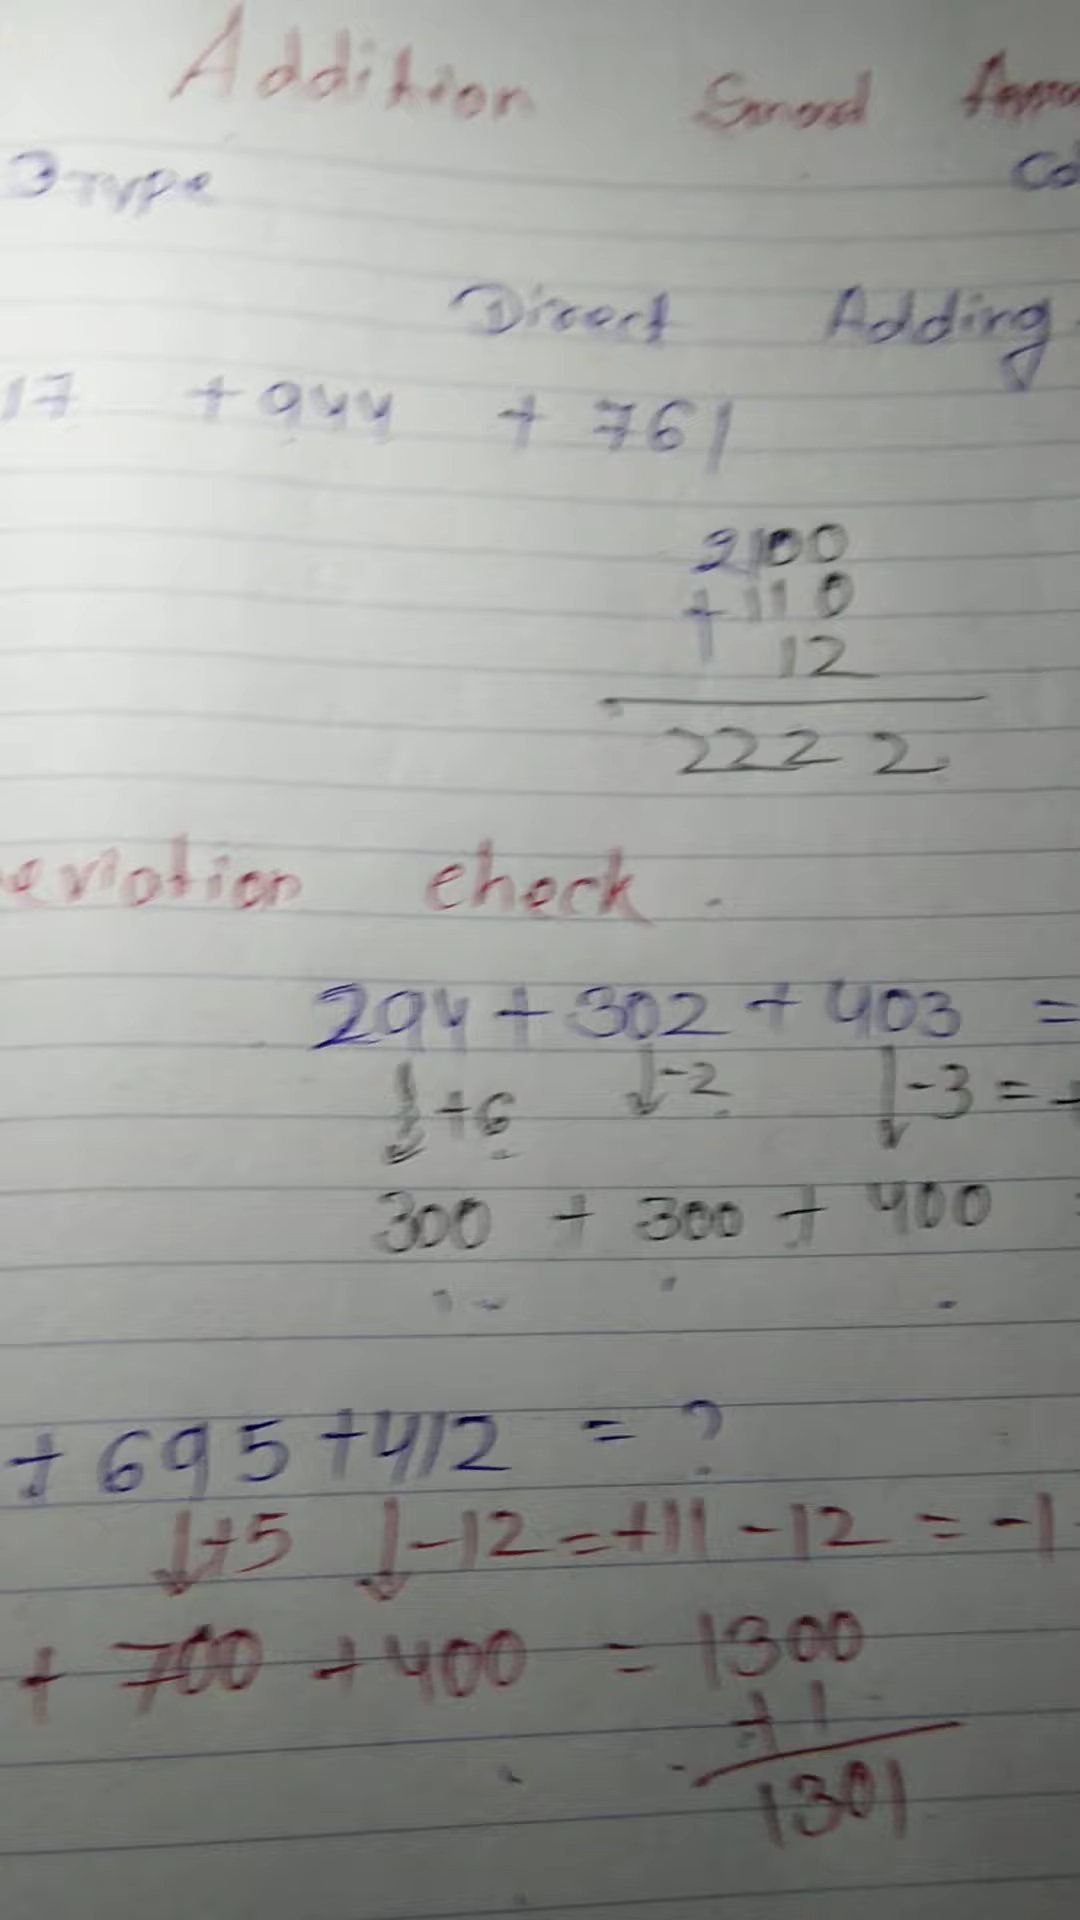 Addition
3 Type
Direct Adding
17 + 944 + 761
2100
+ 110
12
2222
eviation check.
294 + 302 + 403 =
↓+6 ↓-2 ↓-3 = +
300 + 300 + 400
+ 695 + 412 = ?
↓+5 ↓-12 = +11 - 12 = -1
+ 700 + 400 = 1300
+ 1
1301